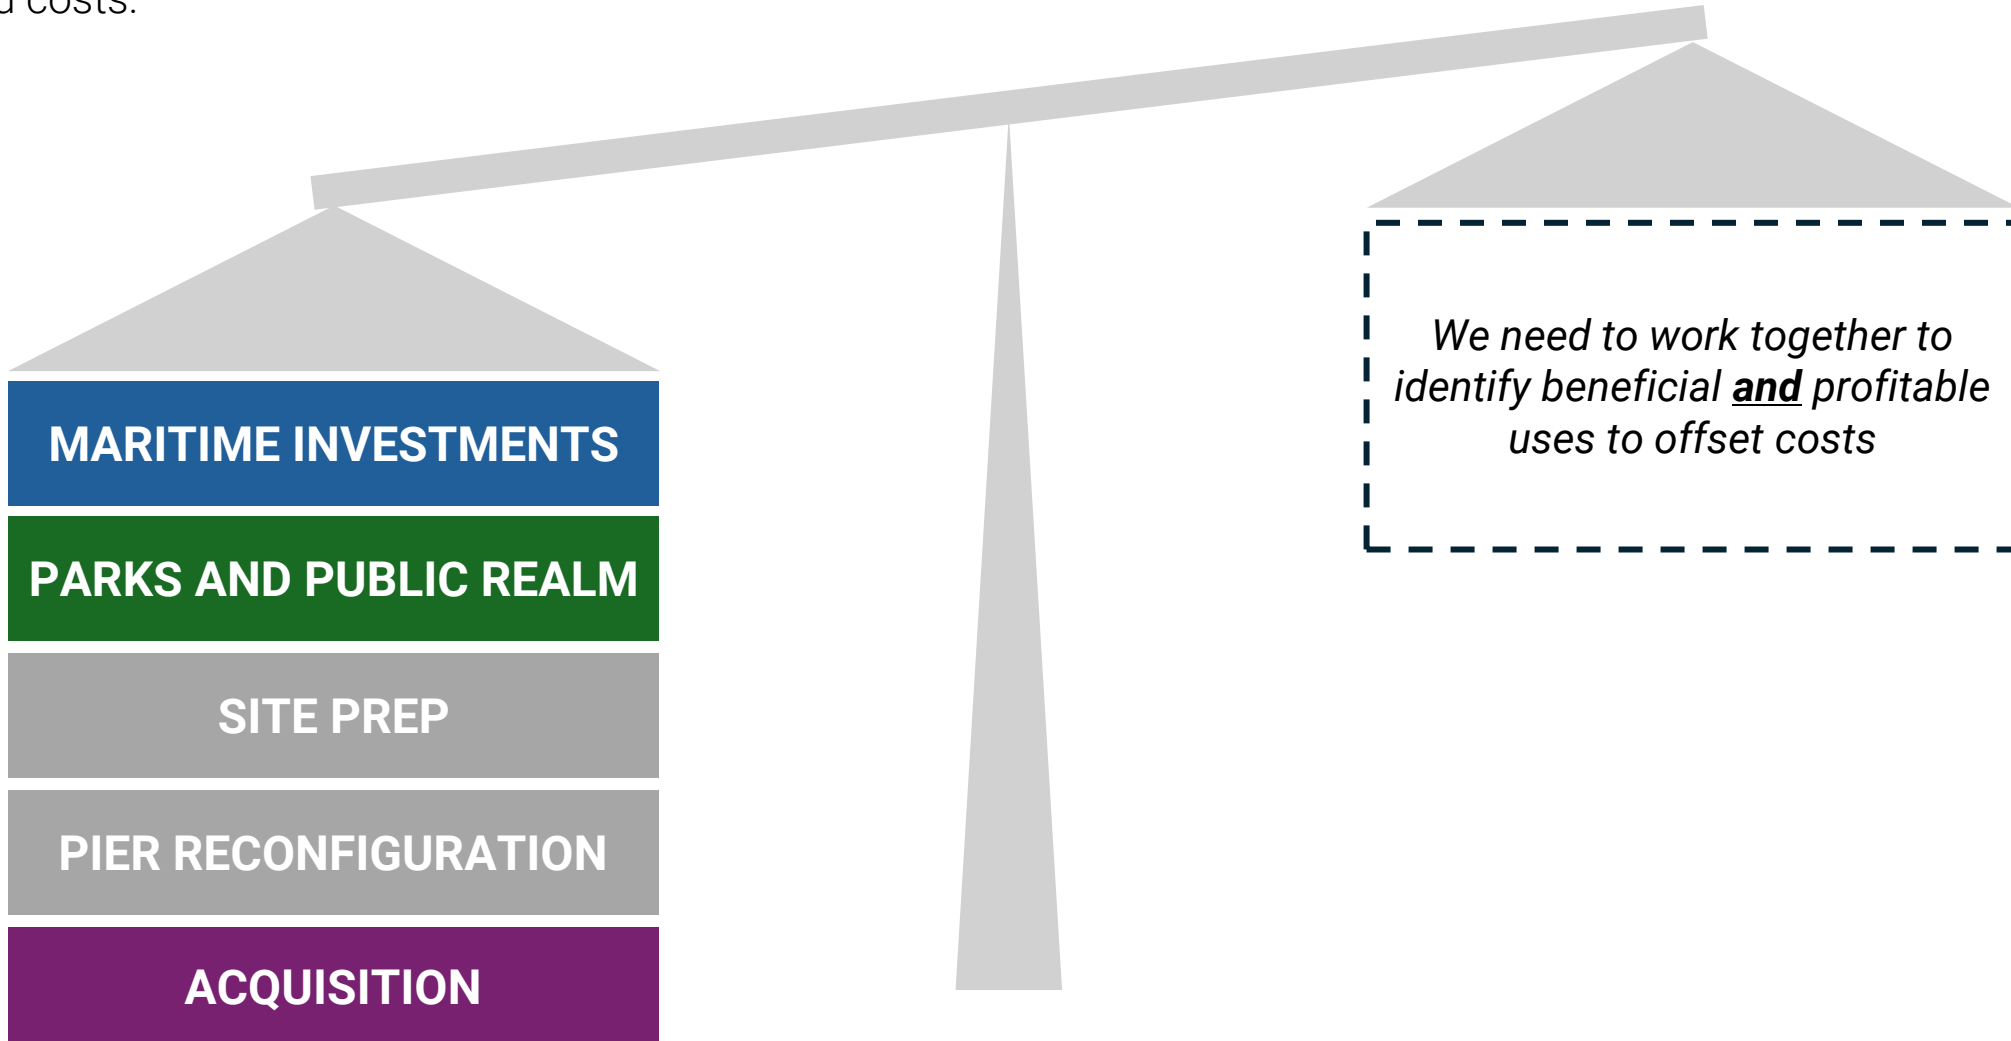 costs.
MARITIME INVESTMENTS
PARKS AND PUBLIC REALM
SITE PREP
PIER RECONFIGURATION
ACQUISITION
We need to work together to
identify beneficial and profitable
uses to offset costs